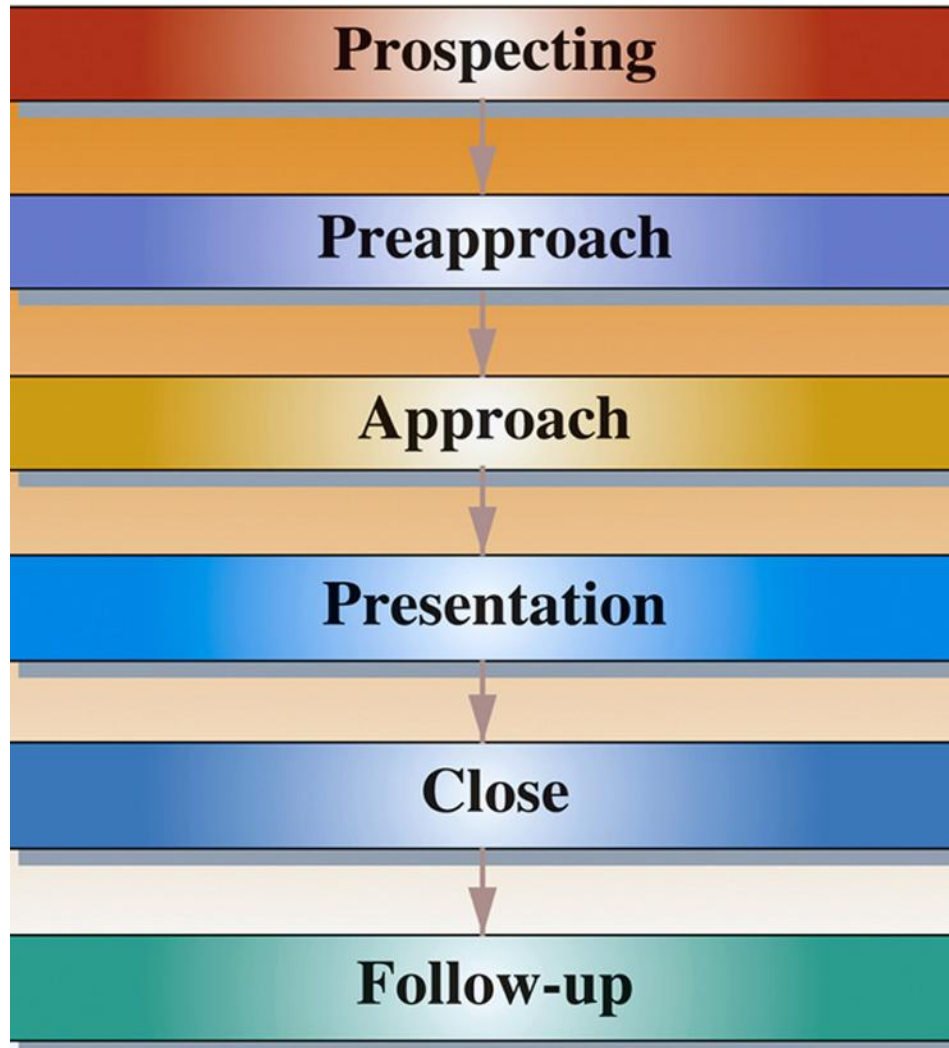 Prospecting
Preapproach
Approach
Presentation
Close
Follow-up